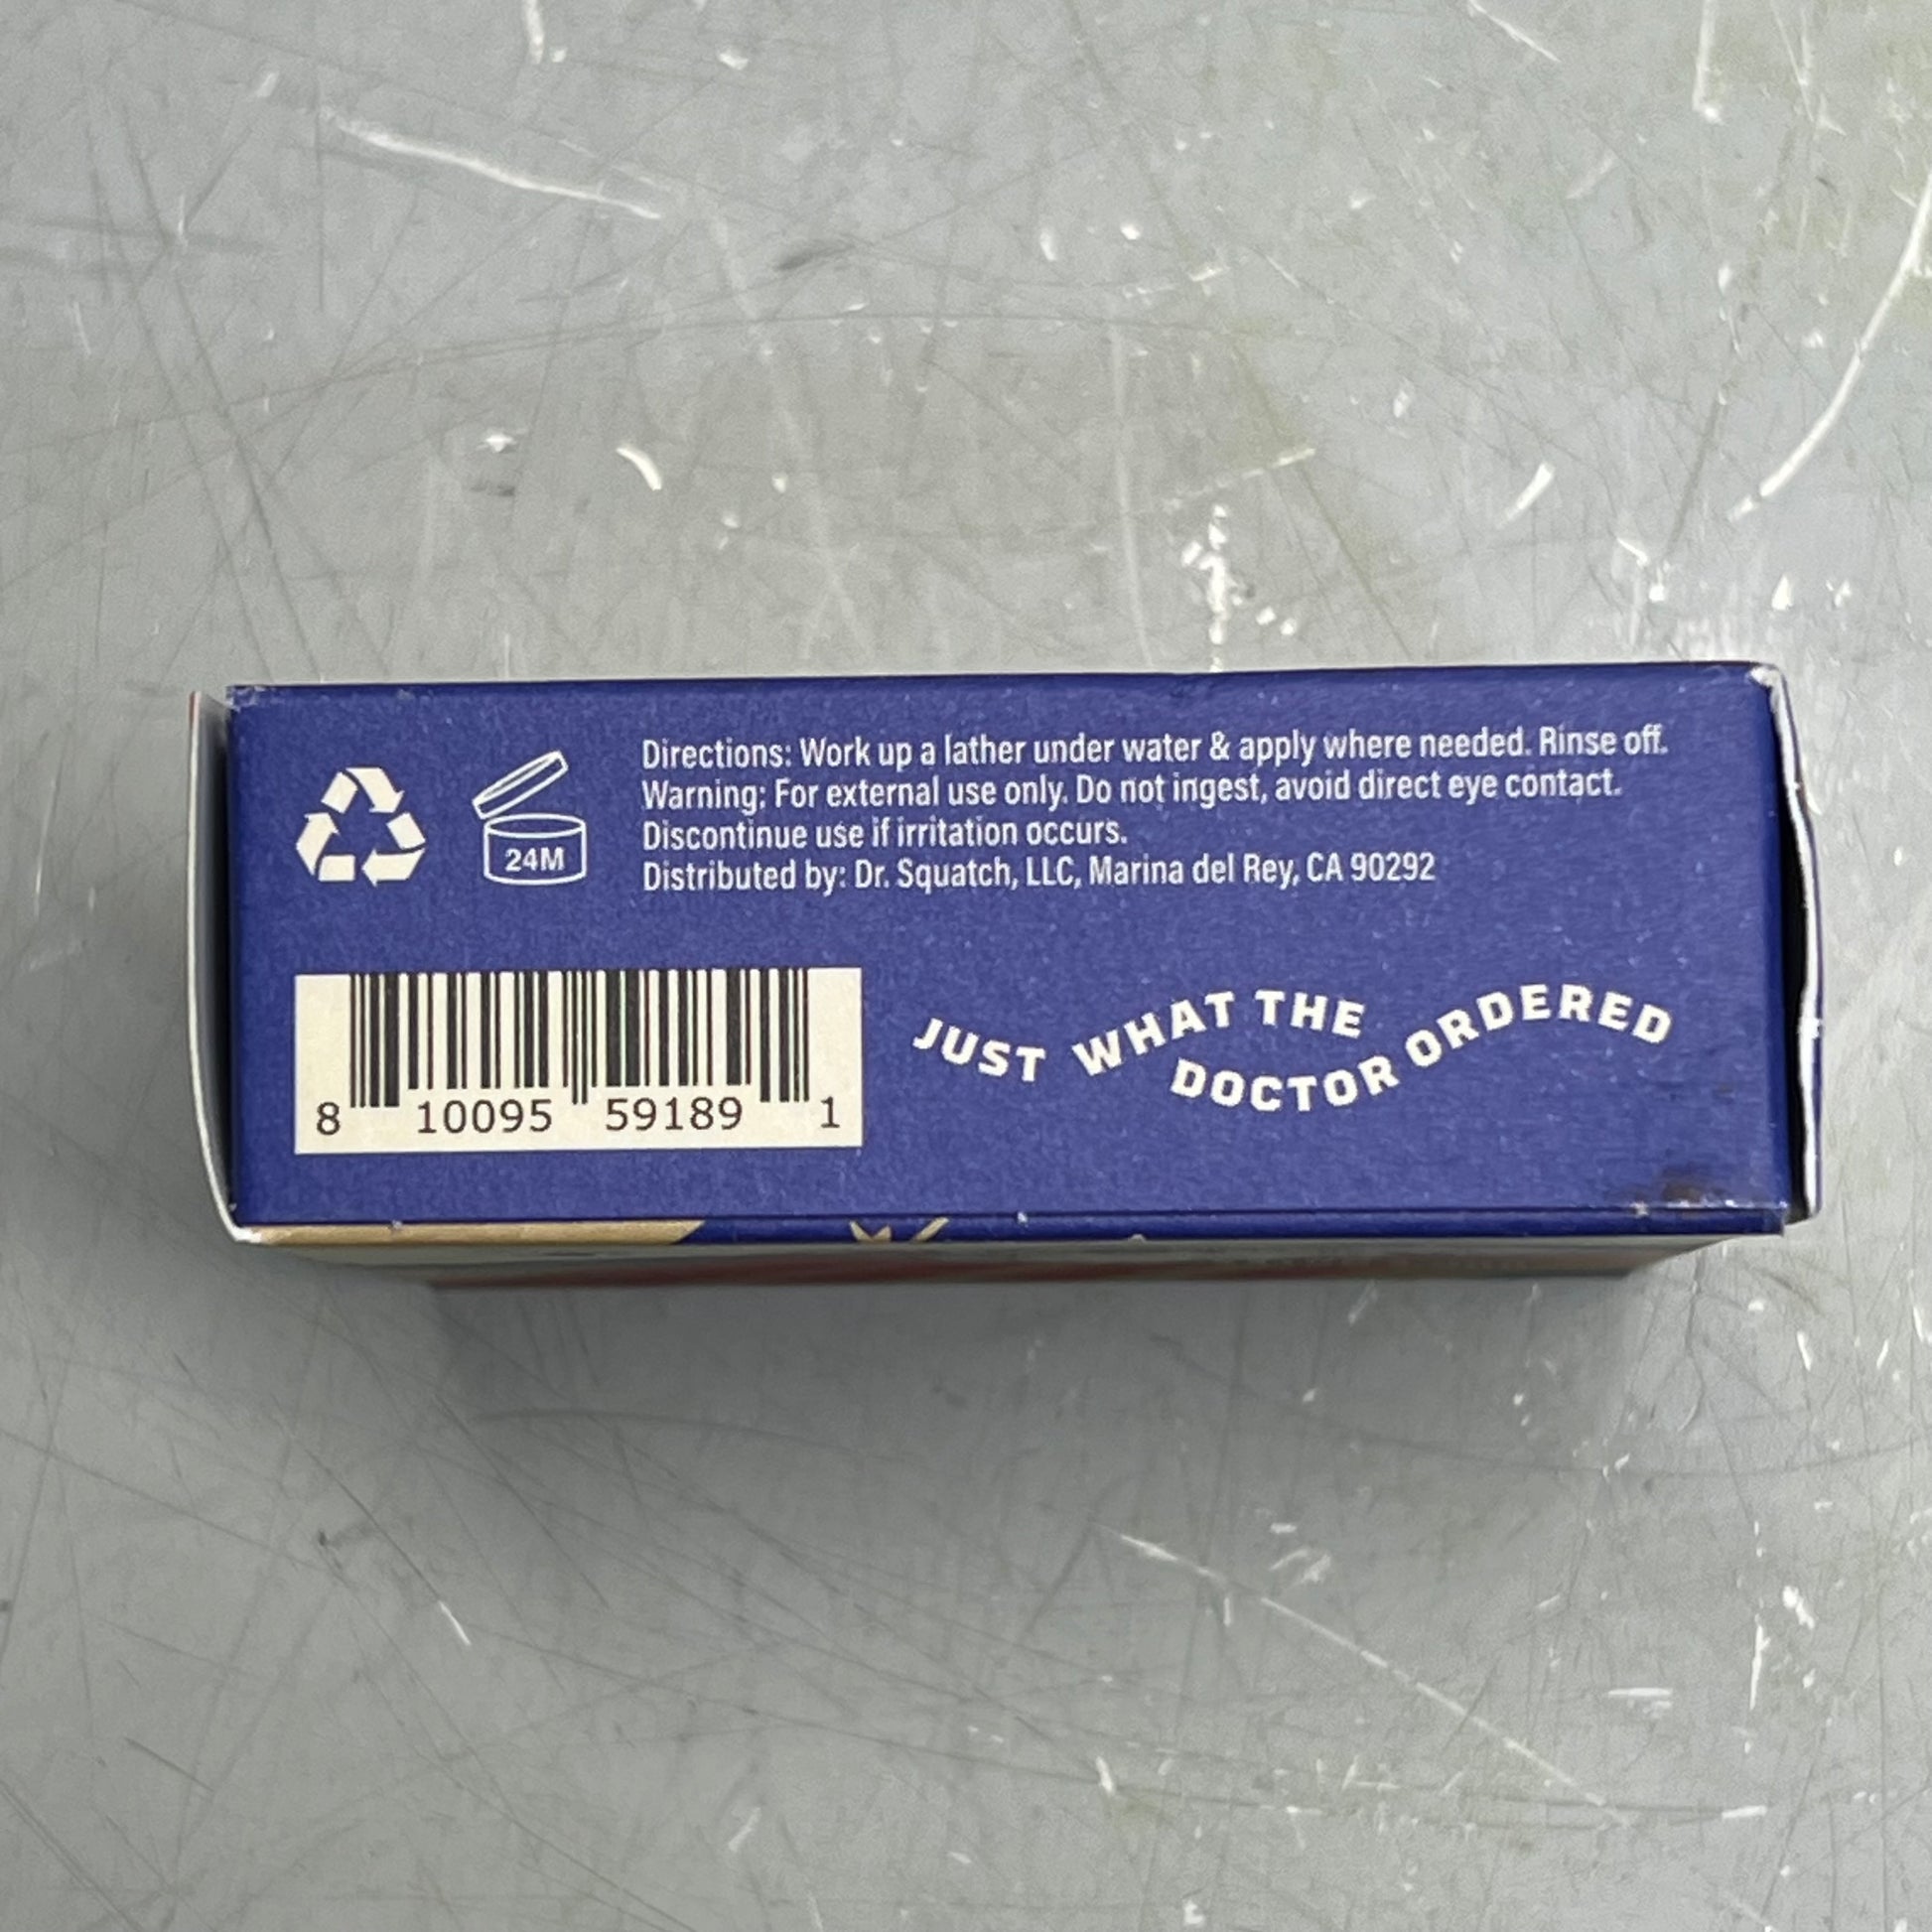 Directions: Work up a lather under water & apply where needed. Rinse off.
Warning: For external use only. Do not ingest, avoid direct eye contact.
Discontinue use if irritation occurs.
Distributed by: Dr. Squatch, LLC, Marina del Rey, CA 90292
24M
8 10095 59189 1
JUST WHAT THE
DOCTOR ORDERED